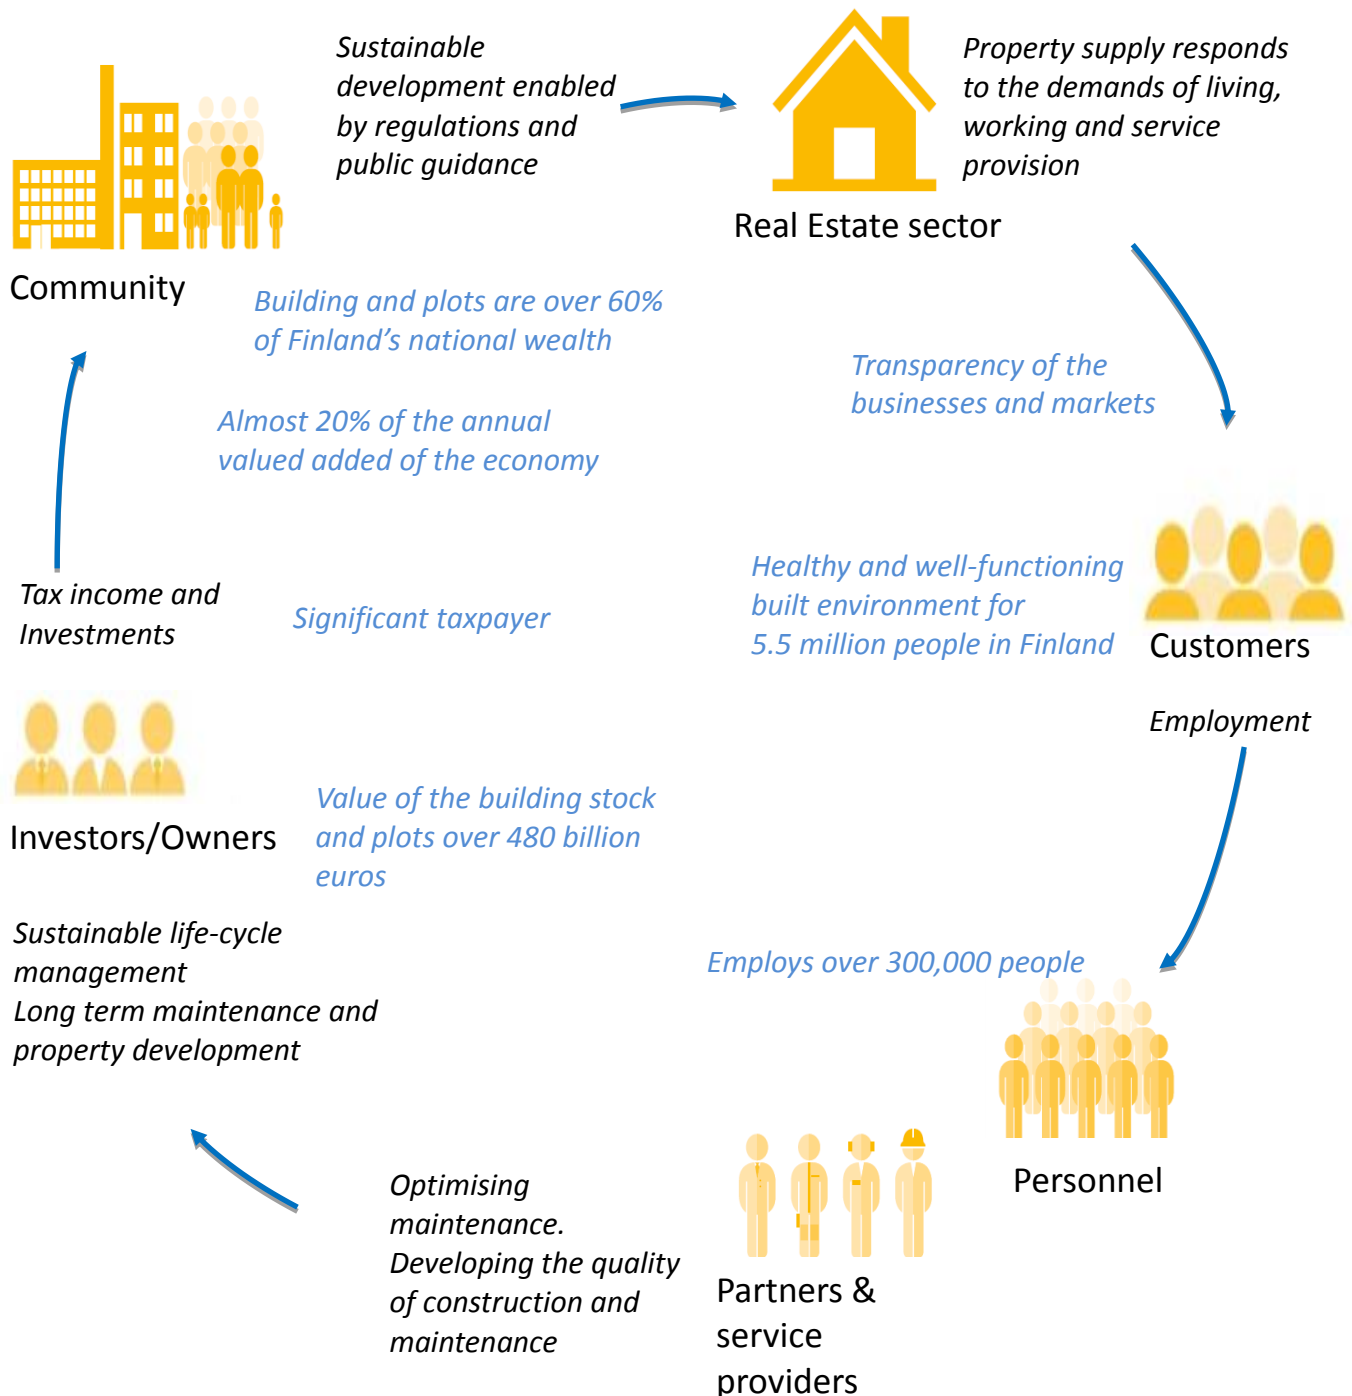 Sustainable
development enabled
by regulations and
public guidance
Property supply responds
to the demands of living,
working and service
provision
Real Estate sector
Community
Building and plots are over 60%
of Finland's national wealth
Transparency of the
businesses and markets
Almost 20% of the annual
valued added of the economy
Healthy and well-functioning
built environment for
5.5 million people in Finland
Customers
Tax income and
Investments
Significant taxpayer
Employment
Investors/Owners
Value of the building stock
and plots over 480 billion
euros
Sustainable life-cycle
management
Long term maintenance and
property development
Employs over 300,000 people
Personnel
Optimising
maintenance.
Developing the quality
of construction and
maintenance
Partners &
service
providers